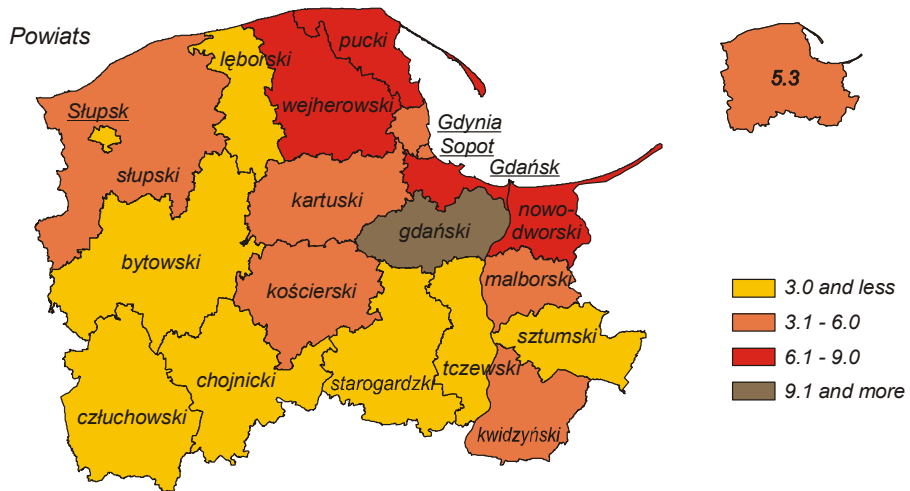 Powiats
pucki
lęborski
wejherowski
5.3
Słupsk
Gdynia
Sopot
Gdańsk
słupski
kartuski
nowo-
dworski
gdański
bytowski
kościerski
malborski
sztumski
chojnicki
starogardzki
tczewski
człuchowski
kwidzyński
3.0 and less
3.1 - 6.0
6.1 - 9.0
9.1 and more